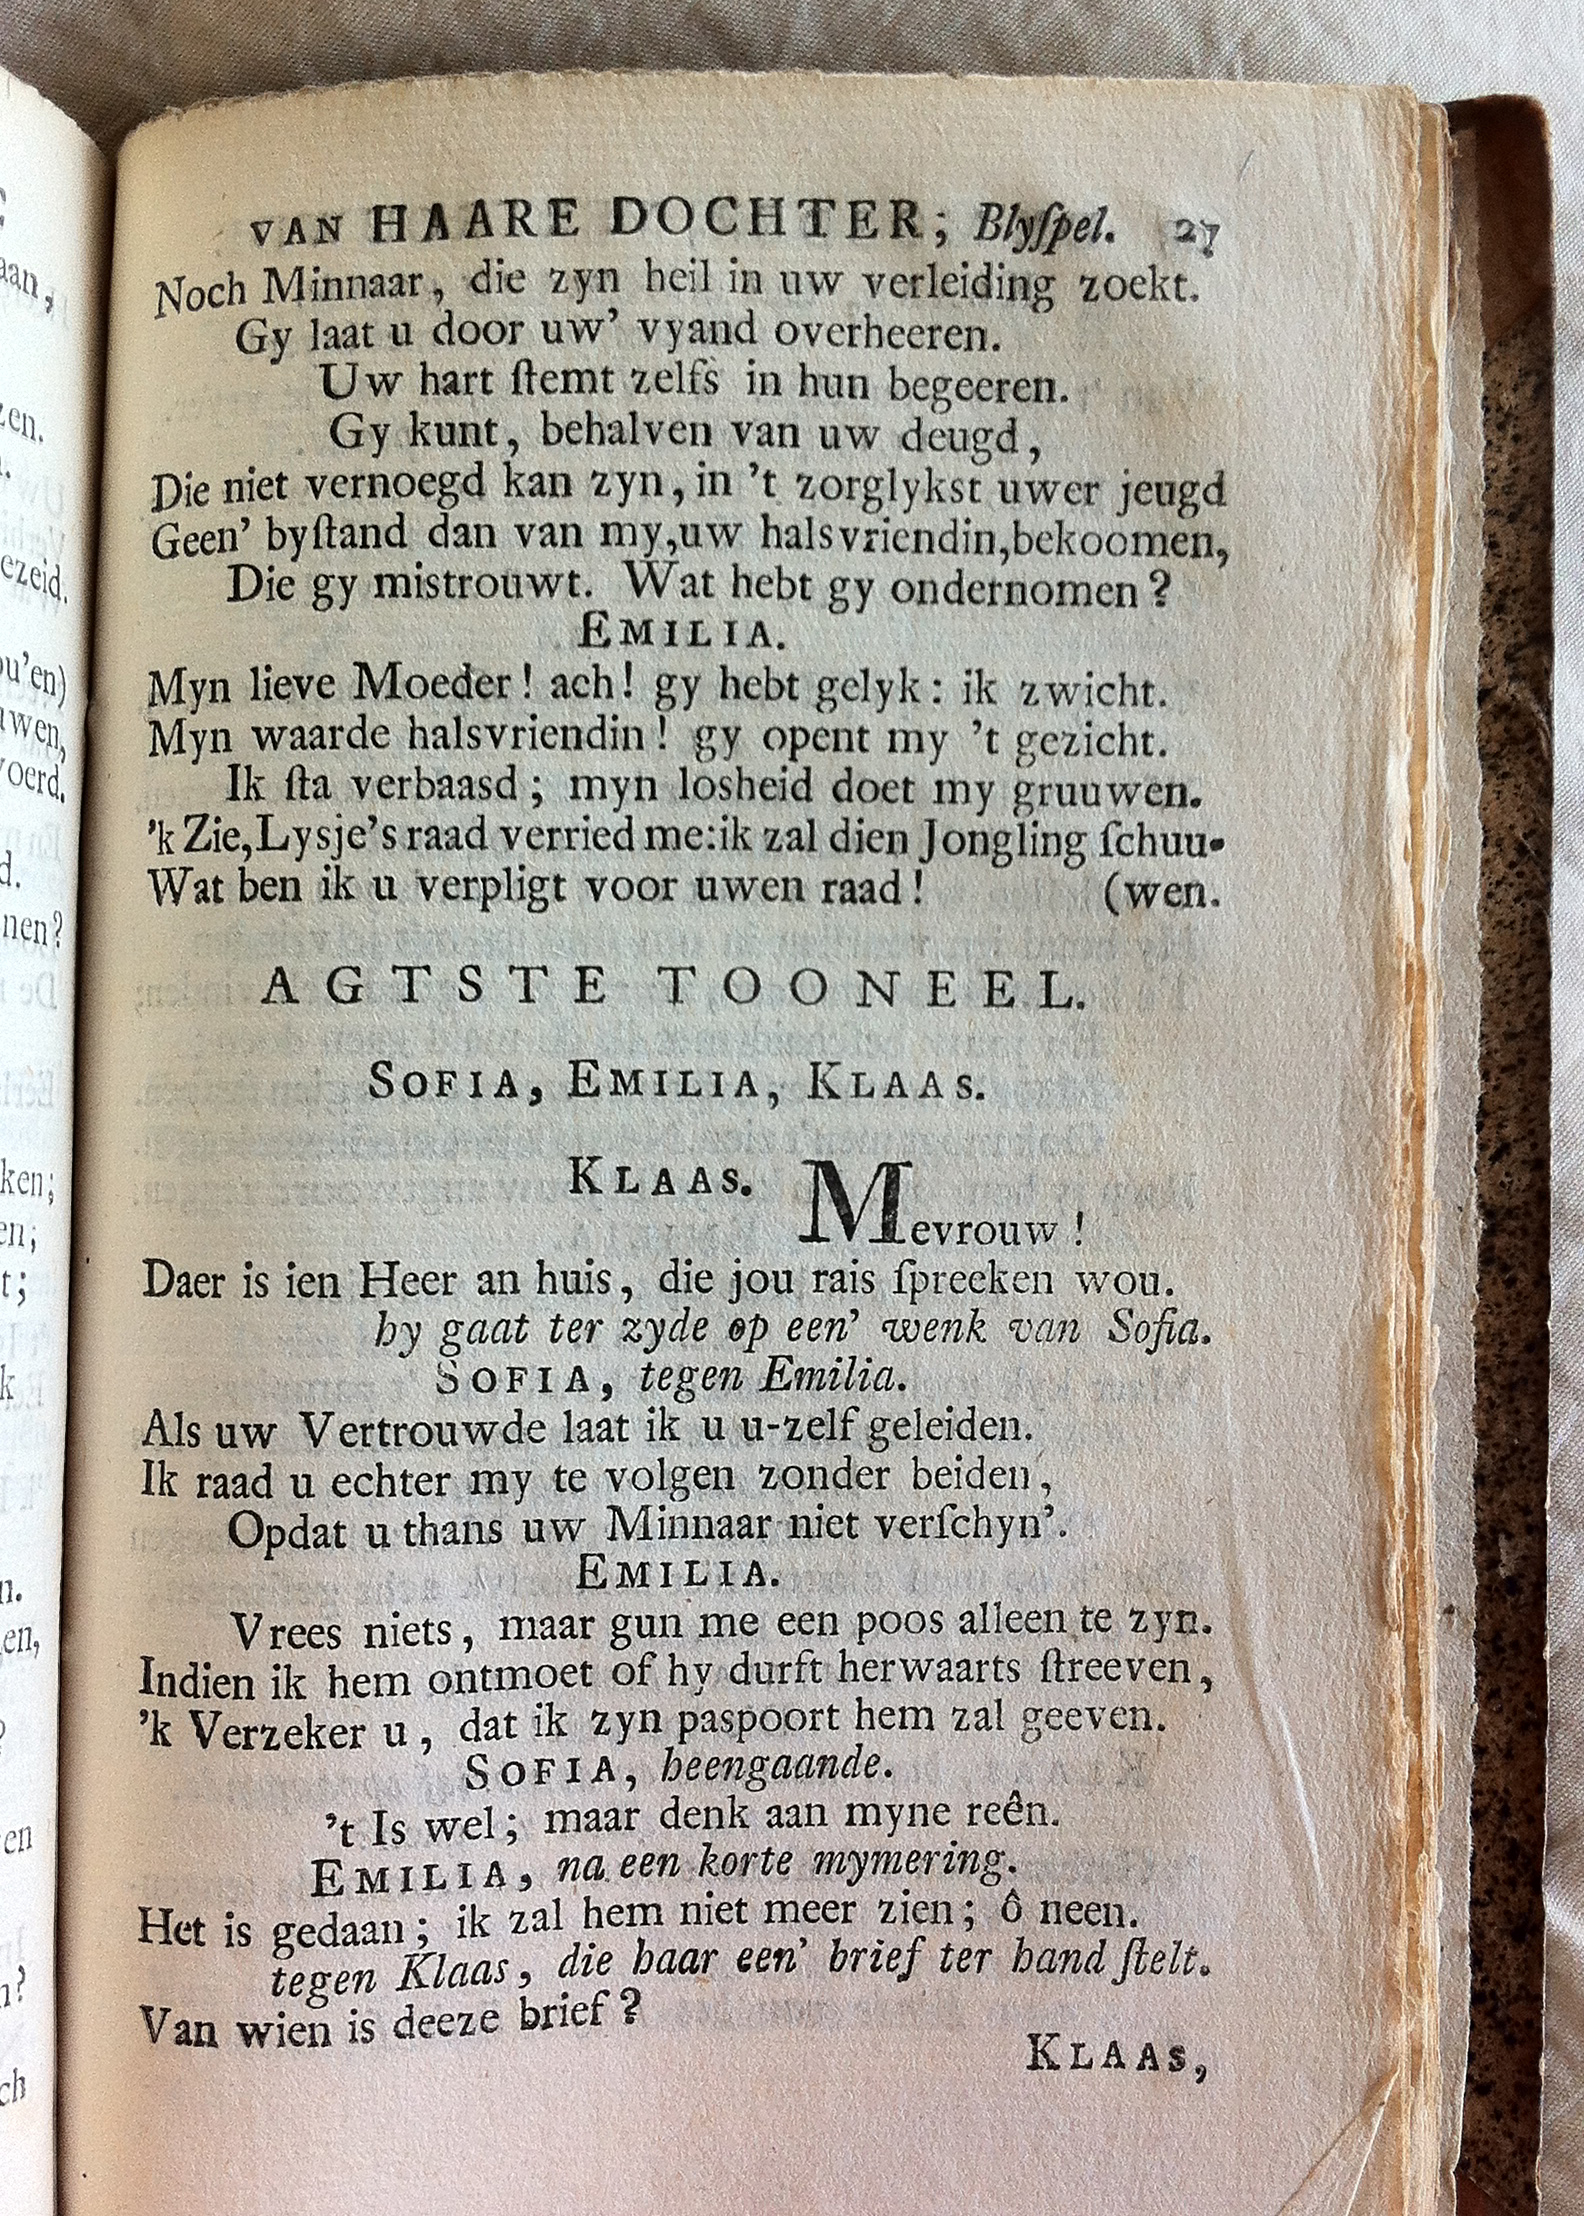 VAN HAARE DOCHTER; Blyſpel. 27
Noch Minnaar, die zyn heil in uw verleiding zoekt.
Gy laat u door uw' vyand overheeren.
Uw hart ſtemt zelfs in hun begeeren.
Gy kunt, behalven van uw deugd,
Die niet vernoegd kan zyn, in 't zorglykst uwer jeugd
Geen' byſtand dan van my, uw halsvriendin, bekoomen,
Die gy mistrouwt. Wat hebt gy ondernomen?
EMILIA.
Myn lieve Moeder! ach! gy hebt gelyk: ik zwicht.
Myn waarde halsvriendin! gy opent my 't gezicht.
Ik ſta verbaasd; myn losheid doet my gruuwen.
'k Zie, Lysje's raad verried me: ik zal dien Jongling ſchuu-
Wat ben ik u verpligt voor uwen raad! (wen.
AGTSTE TOONEEL.
SOFIA, EMILIA, KLAAS.
KLAAS. Mevrouw!
Daer is ien Heer an huis, die jou rais ſpreeken wou.
hy gaat ter zyde op een' wenk van Sofia.
SOFIA, tegen Emilia.
Als uw Vertrouwde laat ik u u-zelf geleiden.
Ik raad u echter my te volgen zonder beiden,
Opdat u thans uw Minnaar niet verſchyn'.
EMILIA.
Vrees niets, maar gun me een poos alleen te zyn.
Indien ik hem ontmoet of hy durft herwaarts ſtreeven,
'k Verzeker u, dat ik zyn paspoort hem zal geeven.
SOFIA, heengaande.
't Is wel; maar denk aan myne reên.
EMILIA, na een korte mymering.
Het is gedaan; ik zal hem niet meer zien; ô neen.
tegen Klaas, die haar een' brief ter hand ſtelt.
Van wien is deeze brief?
KLAAS,